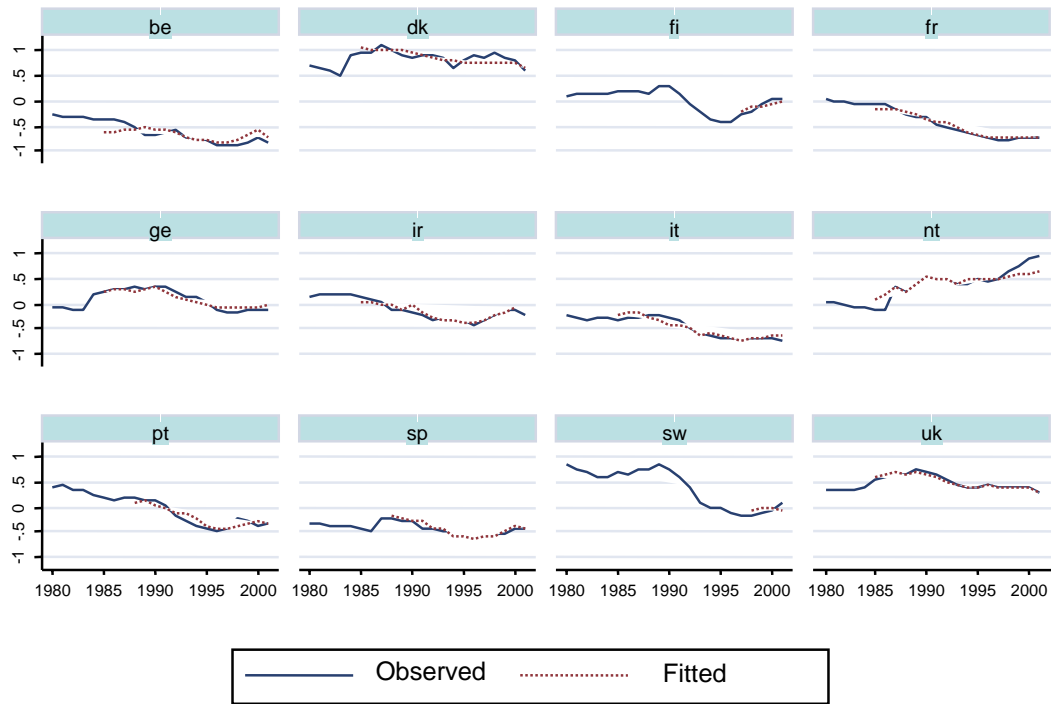 be dk fi fr
-1 -.5 0 .5 1
ge ir it nt
-1 -.5 0 .5 1
pt sp sw uk
-1 -.5 0 .5 1
1980 1985 1990 1995 2000 1980 1985 1990 1995 2000 1980 1985 1990 1995 2000 1980 1985 1990 1995 2000
Observed Fitted